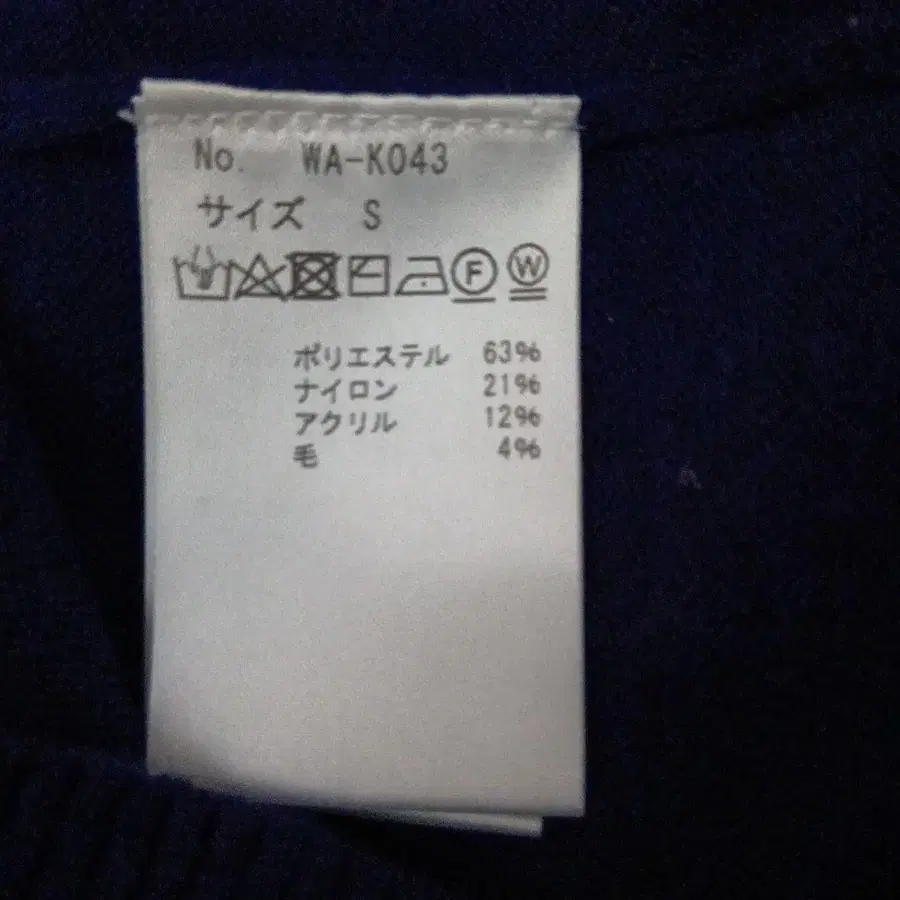 No. WA-K043
サイズ S
F W
ポリエステル 63%
ナイロン 21%
アクリル 12%
毛 4%